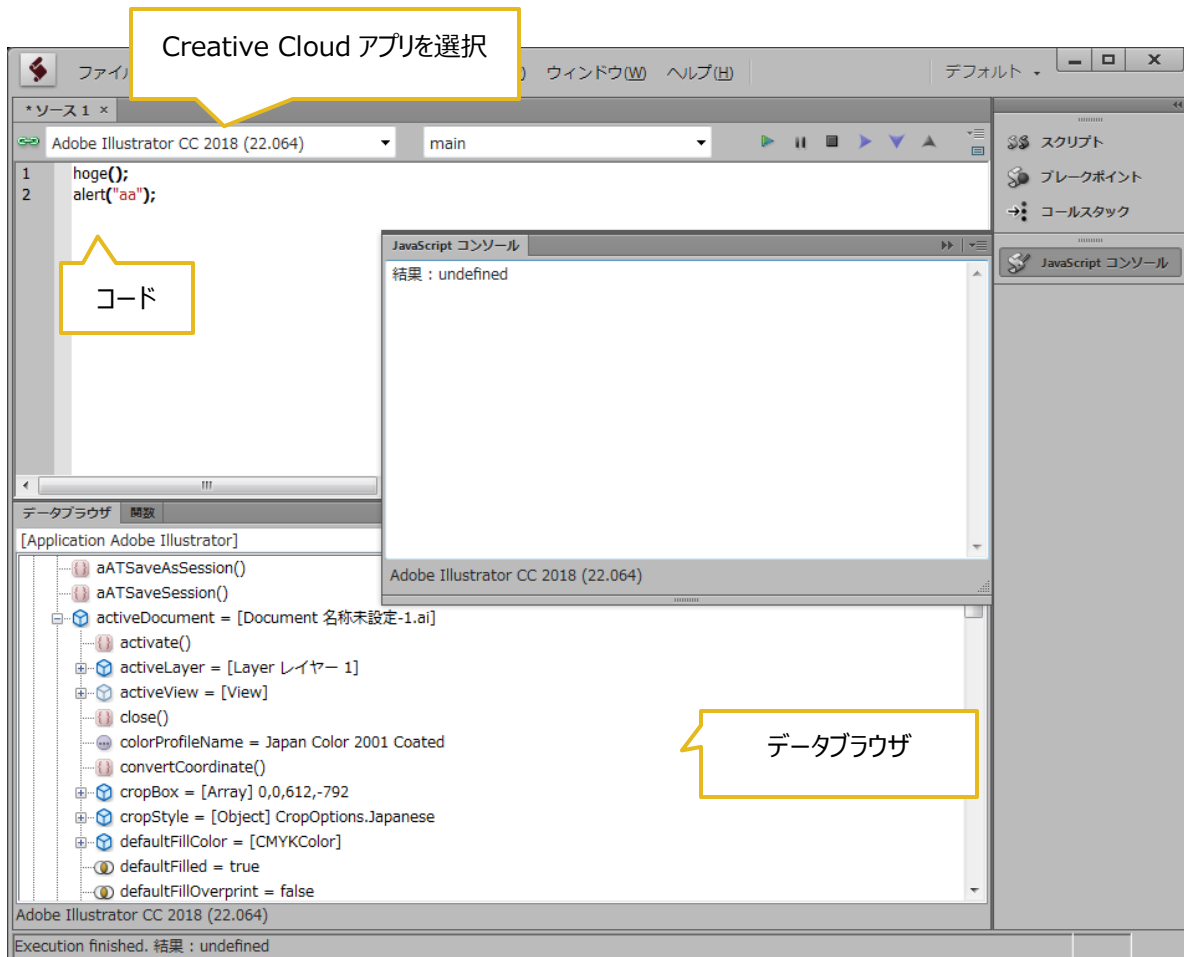 Creative Cloud アプリを選択
ファイル
ウィンドウ(W) ヘルプ(H)
デフォルト
*ソース 1 ×
Adobe Illustrator CC 2018 (22.064)
main
スクリプト
ブレークポイント
コールスタック
JavaScript コンソール
1 hoge();
2 alert("aa");
コード
JavaScript コンソール
結果：undefined
Adobe Illustrator CC 2018 (22.064)
データブラウザ 関数
[Application Adobe Illustrator]
aATSaveAsSession()
aATSaveSession()
activeDocument = [Document 名称未設定-1.ai]
activate()
activeLayer = [Layer レイヤー 1]
activeView = [View]
close()
colorProfileName = Japan Color 2001 Coated
convertCoordinate()
cropBox = [Array] 0,0,612,-792
cropStyle = [Object] CropOptions.Japanese
defaultFillColor = [CMYKColor]
defaultFilled = true
defaultFillOverprint = false
データブラウザ
Adobe Illustrator CC 2018 (22.064)
Execution finished. 結果：undefined